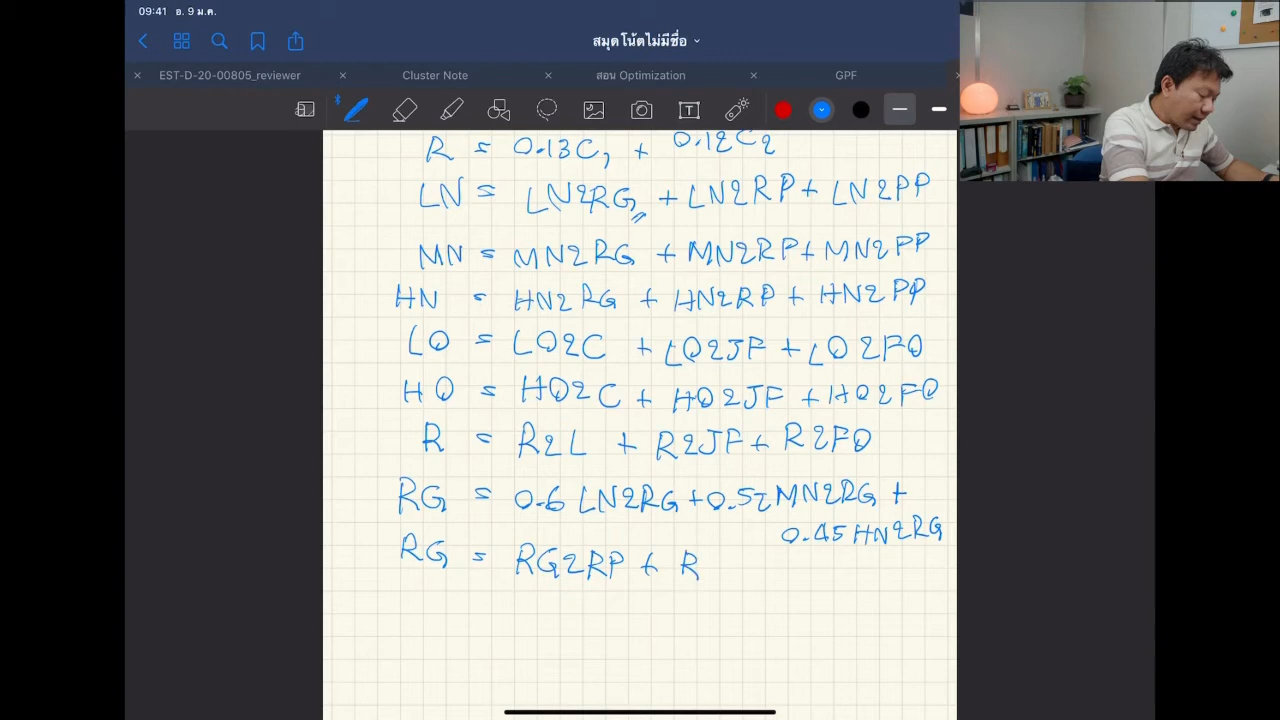 09:41 อ. 9 ม.ค.
สมุดโน้ตไม่มีชื่อ
EST-D-20-00805_reviewer
Cluster Note
สอน Optimization
GPF
R = 0.13C1 + 0.12C2
LN = LN2RG + LN2RP + LN2PP
MN = MN2RG + MN2RP + MN2PP
HN = HN2RG + HN2RP + HN2PP
LO = LO2C + LO2JF + LO2FO
HO = HO2C + HO2JF + HO2FO
R = R2L + R2JF + R2FO
RG = 0.6 LN2RG + 0.52 MN2RG +
0.45 HN2RG
RG = RG2RP + R